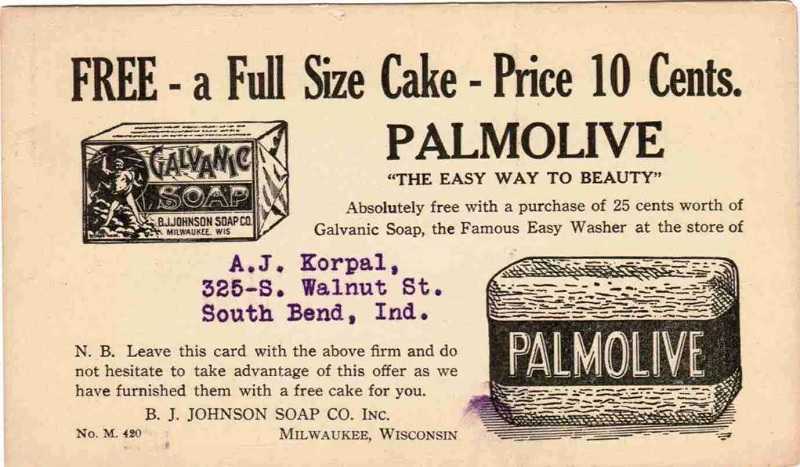 FREE - a Full Size Cake - Price 10 Cents.
GALVANIC
SOAP
B.J.JOHNSON SOAP CO.
MILWAUKEE, WIS
PALMOLIVE
"THE EASY WAY TO BEAUTY"
Absolutely free with a purchase of 25 cents worth of
Galvanic Soap, the Famous Easy Washer at the store of
A.J. Korpal,
325-S. Walnut St.
South Bend, Ind.
PALMOLIVE
N. B. Leave this card with the above firm and do
not hesitate to take advantage of this offer as we
have furnished them with a free cake for you.
B. J. JOHNSON SOAP CO. INC.
No. M. 420 MILWAUKEE, WISCONSIN